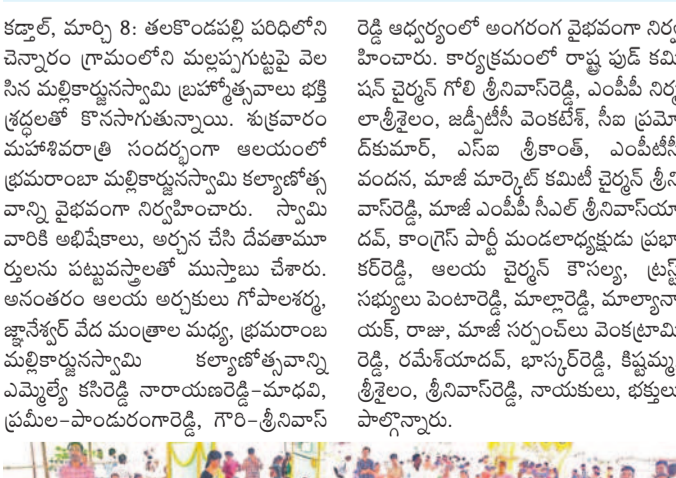 కడ్తాల్, మార్చి 8: తలకొండపల్లి పరిధిలోని
చెన్నారం గ్రామంలోని మల్లప్పగుట్టపై వెల
సిన మల్లికార్జునస్వామి బ్రహ్మోత్సవాలు భక్తి
శ్రద్ధలతో కొనసాగుతున్నాయి. శుక్రవారం
మహాశివరాత్రి సందర్భంగా ఆలయంలో
భ్రమరాంబా మల్లికార్జునస్వామి కల్యాణోత్స
వాన్ని వైభవంగా నిర్వహించారు. స్వామి
వారికి అభిషేకాలు, అర్చన చేసి దేవతామూ
ర్తులను పట్టువస్త్రాలతో ముస్తాబు చేశారు.
అనంతరం ఆలయ అర్చకులు గోపాలశర్మ,
జ్ఞానేశ్వర్ వేద మంత్రాల మధ్య, భ్రమరాంబ
మల్లికార్జునస్వామి కల్యాణోత్సవాన్ని
ఎమ్మెల్యే కసిరెడ్డి నారాయణరెడ్డి-మాధవి,
ప్రమీల-పాండురంగారెడ్డి, గౌరి-శ్రీనివాస్
రెడ్డి ఆధ్వర్యంలో అంగరంగ వైభవంగా నిర్వ
హించారు. కార్యక్రమంలో రాష్ట్ర ఫుడ్ కమి
షన్ చైర్మన్ గోలి శ్రీనివాస్‌రెడ్డి, ఎంపీపీ నిర్మ
లాశ్రీశైలం, జడ్పీటీసీ వెంకటేశ్, సీఐ ప్రమో
ద్‌కుమార్, ఎస్ఐ శ్రీకాంత్, ఎంపీటీసీ
వందన, మాజీ మార్కెట్ కమిటీ చైర్మన్ శ్రీని
వాస్‌రెడ్డి, మాజీ ఎంపీపీ సీఎల్ శ్రీనివాస్‌యా
దవ్, కాంగ్రెస్ పార్టీ మండలాధ్యక్షుడు ప్రభా
కర్‌రెడ్డి, ఆలయ చైర్మన్ కౌసల్య, ట్రస్ట్
సభ్యులు పెంటారెడ్డి, మాల్లారెడ్డి, మాల్యానా
యక్, రాజు, మాజీ సర్పంచ్‌లు వెంకట్రామి
రెడ్డి, రమేశ్‌యాదవ్, భాస్కర్‌రెడ్డి, కిష్టమ్మ,
శ్రీశైలం, శ్రీనివాస్‌రెడ్డి, నాయకులు, భక్తులు
పాల్గొన్నారు.